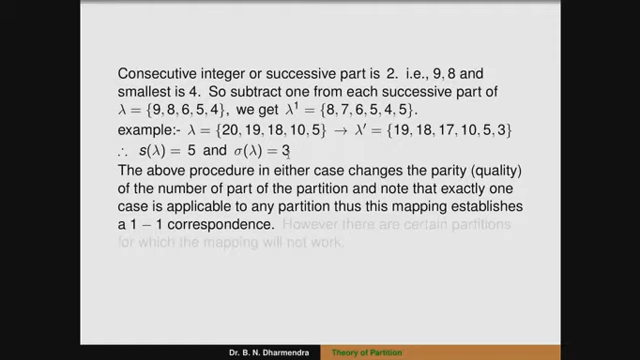 Consecutive integer or successive part is 2. i.e., 9, 8 and
smallest is 4. So subtract one from each successive part of
λ = {9, 8, 6, 5, 4}, we get λ¹ = {8, 7, 6, 5, 4, 5}.
example:- λ = {20, 19, 18, 10, 5} → λ′ = {19, 18, 17, 10, 5, 3}
∴ s(λ) = 5 and σ(λ) = 3
The above procedure in either case changes the parity (quality)
of the number of part of the partition and note that exactly one
case is applicable to any partition thus this mapping establishes
a 1 − 1 correspondence. However there are certain partitions
for which the mapping will not work.
Dr. B. N. Dharmendra Theory of Partition